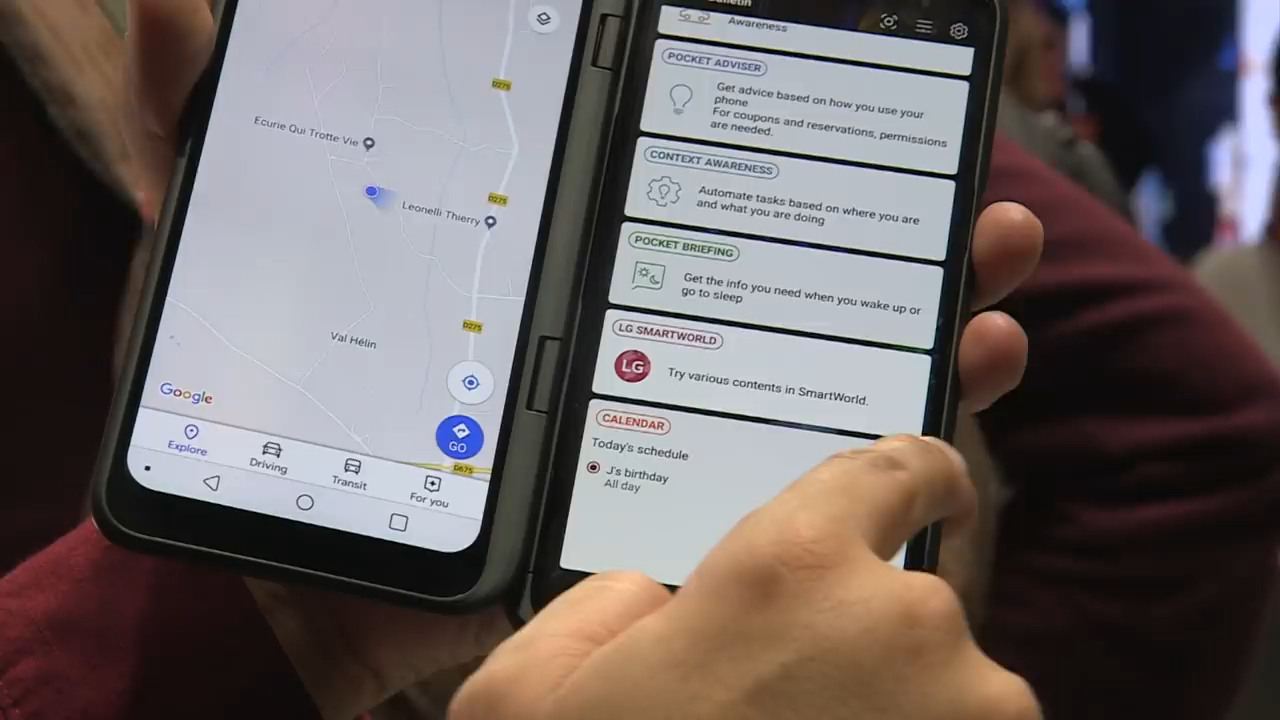 D275
Ecurie Qui Trotte Vie
D275
Leonelli Thierry
D275
Val Hélin
Google
GO
D675
Explore
Driving
Transit
For you
Awareness
POCKET ADVISER
Get advice based on how you use your
phone
For coupons and reservations, permissions
are needed.
CONTEXT AWARENESS
Automate tasks based on where you are
and what you are doing
POCKET BRIEFING
Get the info you need when you wake up or
go to sleep
LG SMARTWORLD
LG
Try various contents in SmartWorld.
CALENDAR
Today's schedule
J's birthday
All day